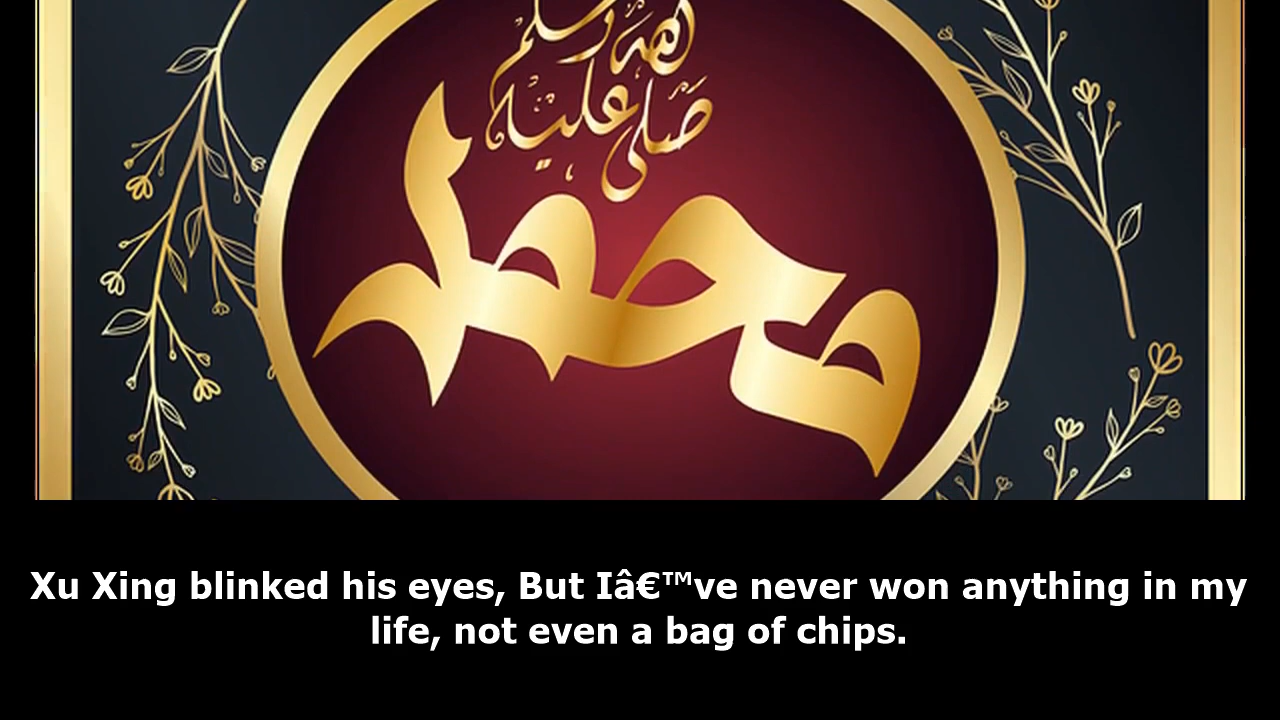 صلى الله عليه وسلم
محمد
Xu Xing blinked his eyes, But Iâ€™ve never won anything in my
life, not even a bag of chips.